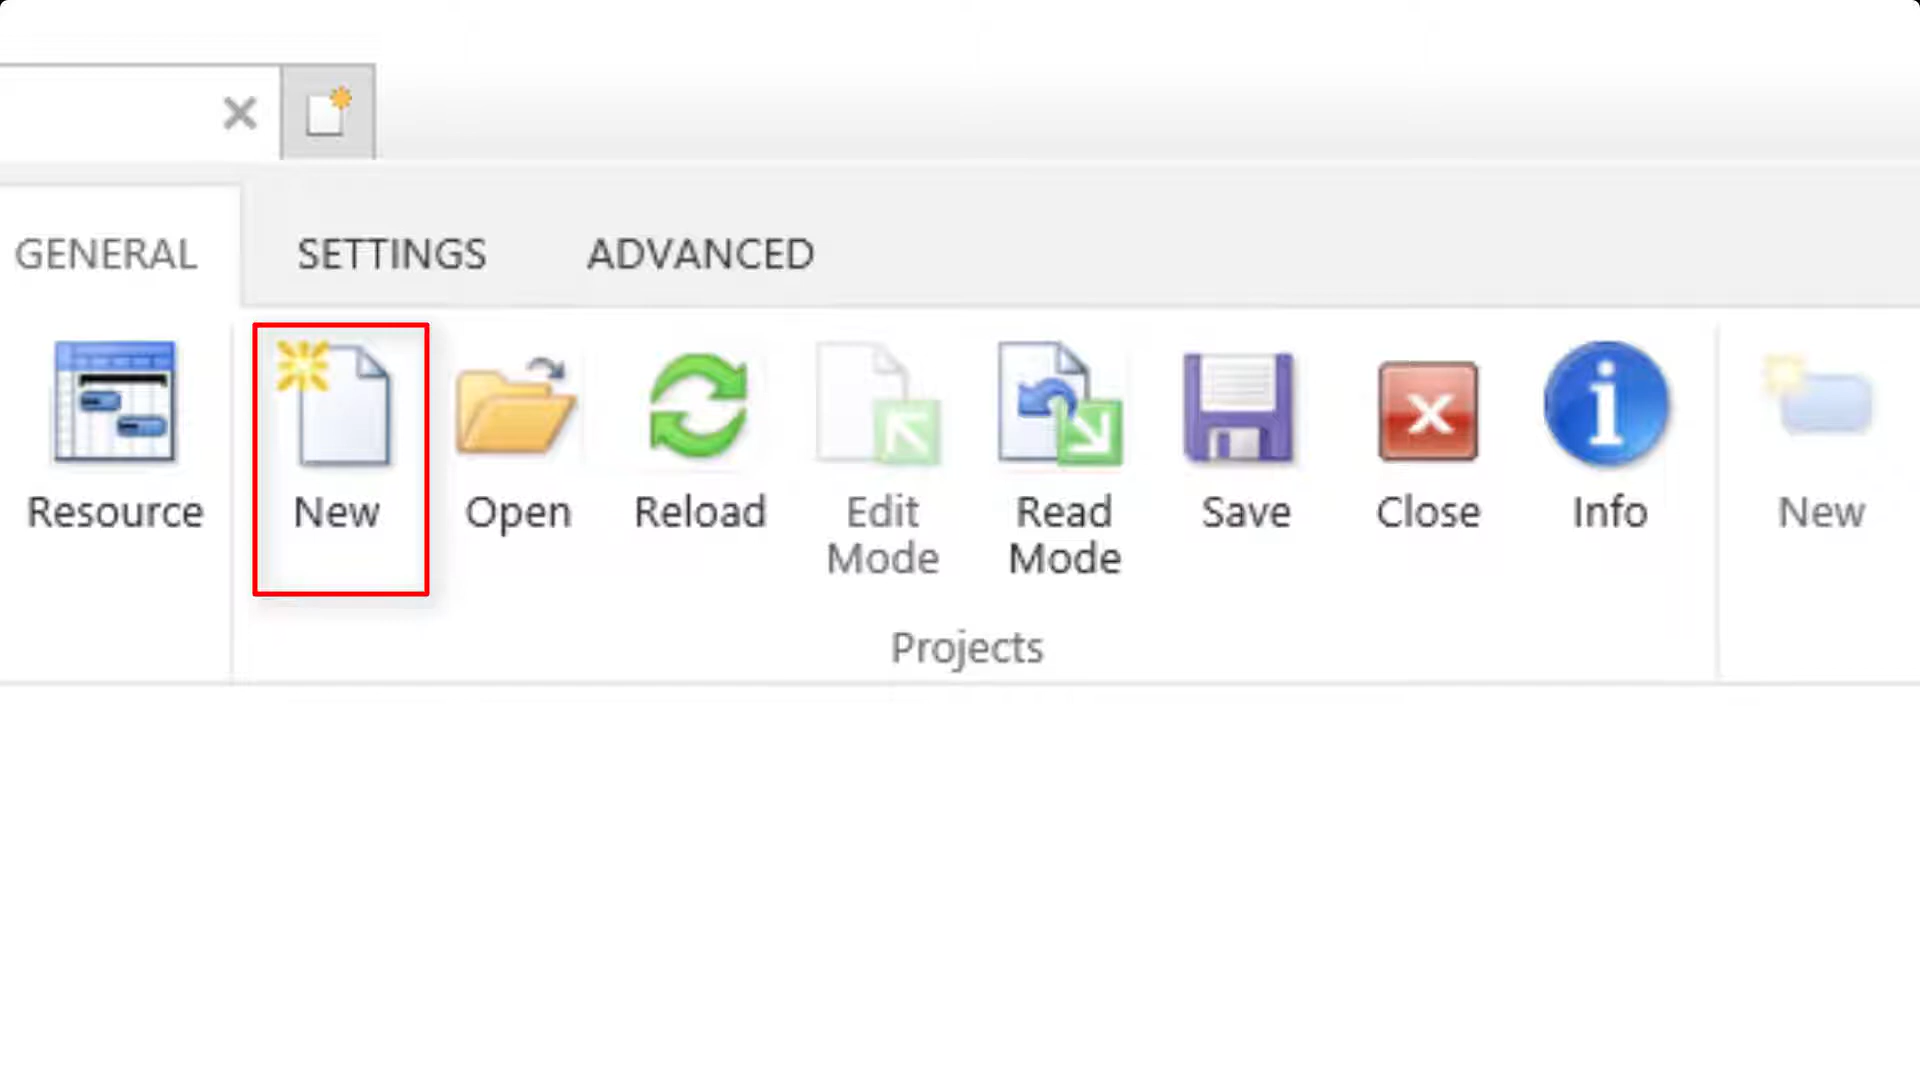 GENERAL SETTINGS ADVANCED
Resource New Open Reload Edit Mode Read Mode Save Close Info New
Projects